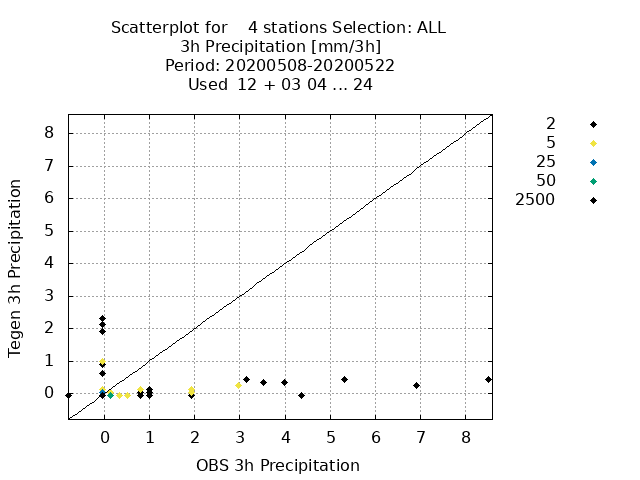 Scatterplot for    4 stations Selection: ALL
3h Precipitation [mm/3h]
Period: 20200508-20200522
Used  12 + 03 04 ... 24
2
5
25
50
2500
Tegen 3h Precipitation
8
7
6
5
4
3
2
1
0
0 1 2 3 4 5 6 7 8
OBS 3h Precipitation